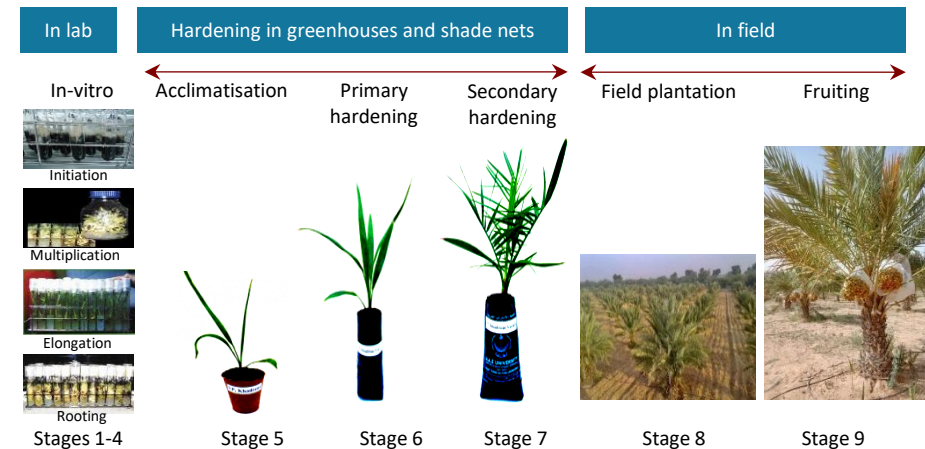 In lab
Hardening in greenhouses and shade nets
In field
In-vitro
Acclimatisation
Primary
hardening
Secondary
hardening
Field plantation
Fruiting
Initiation
Multiplication
Elongation
Rooting
Stages 1-4
Stage 5
Stage 6
Stage 7
Stage 8
Stage 9